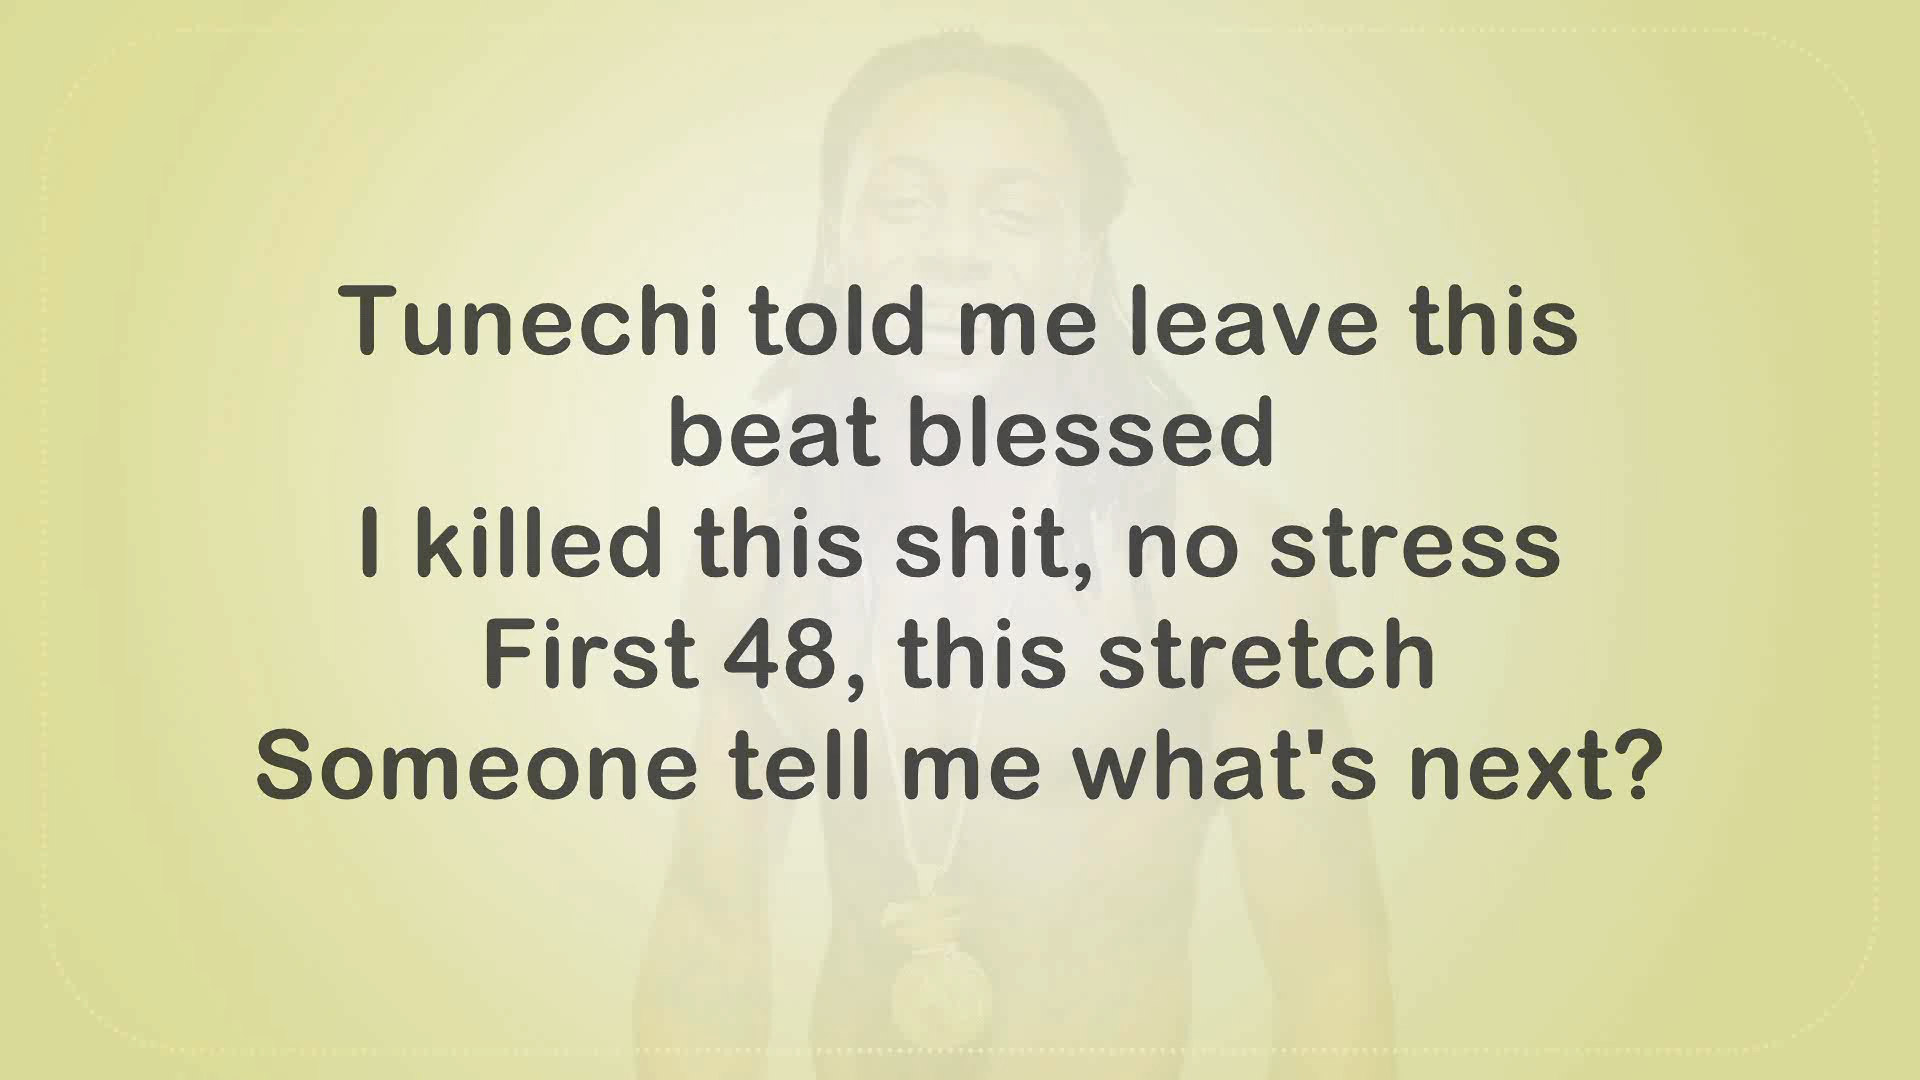 Tunechi told me leave this
beat blessed
I killed this shit, no stress
First 48, this stretch
Someone tell me what's next?